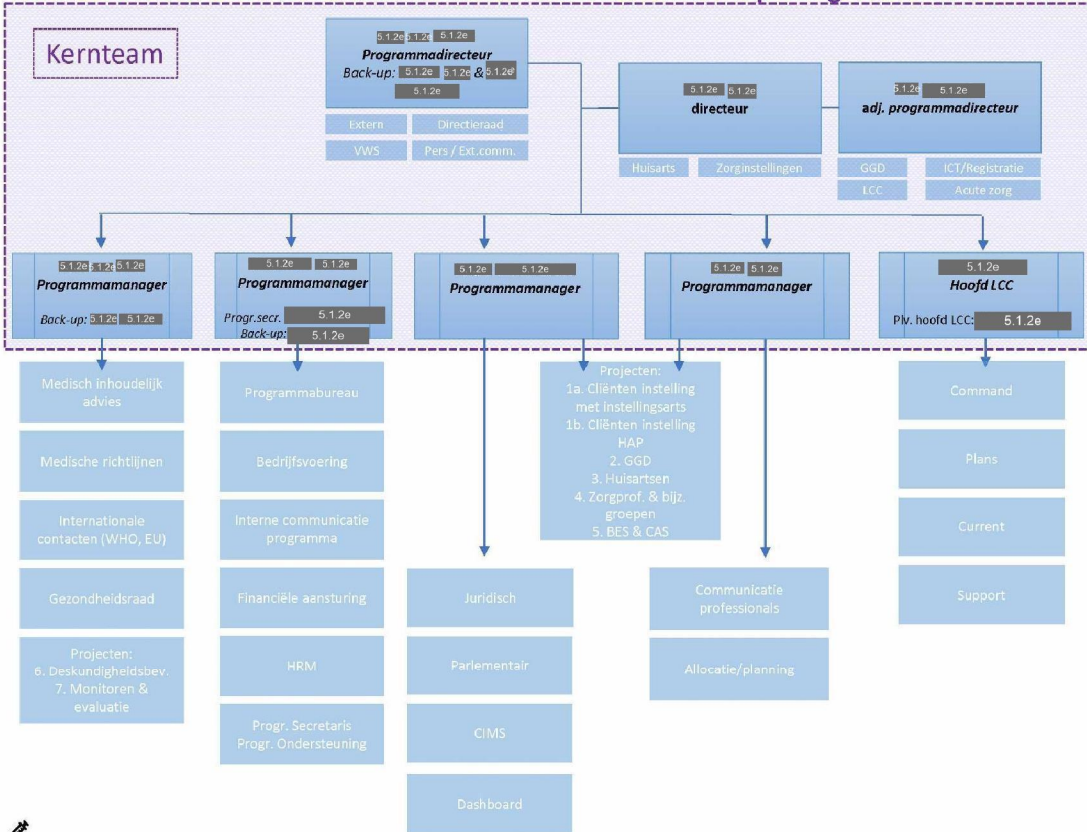 Kernteam
5.1.2e 5.1.2e 5.1.2e
Programmadirecteur
Back-up: 5.1.2e 5.1.2e & 5.1.2e
5.1.2e
Extern
Directieraad
VWS
Pers / Ext.comm.
5.1.2e 5.1.2e
directeur
Huisarts
Zorginstellingen
5.1.2e 5.1.2e
adj. programmadirecteur
GGD
ICT/Registratie
LCC
Acute zorg
5.1.2e 5.1.2e 5.1.2e
Programmamanager
Back-up: 5.1.2e 5.1.2e
5.1.2e 5.1.2e
Programmamanager
Progr.secr. 5.1.2e
Back-up: 5.1.2e
5.1.2e 5.1.2e
Programmamanager
5.1.2e 5.1.2e
Programmamanager
5.1.2e
Hoofd LCC
Plv. hoofd LCC: 5.1.2e
Medisch inhoudelijk
advies
Medische richtlijnen
Internationale
contacten (WHO, EU)
Gezondheidsraad
Projecten:
6. Deskundigheidsbev.
7. Monitoren &
evaluatie
Programmabureau
Bedrijfsvoering
Interne communicatie
programma
Financiële aansturing
HRM
Progr. Secretaris
Progr. Ondersteuning
Juridisch
Parlementair
CIMS
Dashboard
Projecten:
1a. Cliënten instelling
met instellingsarts
1b. Cliënten instelling
HAP
2. GGD
3. Huisartsen
4. Zorgprof. & bijz.
groepen
5. BES & CAS
Communicatie
professionals
Allocatie/planning
Command
Plans
Current
Support